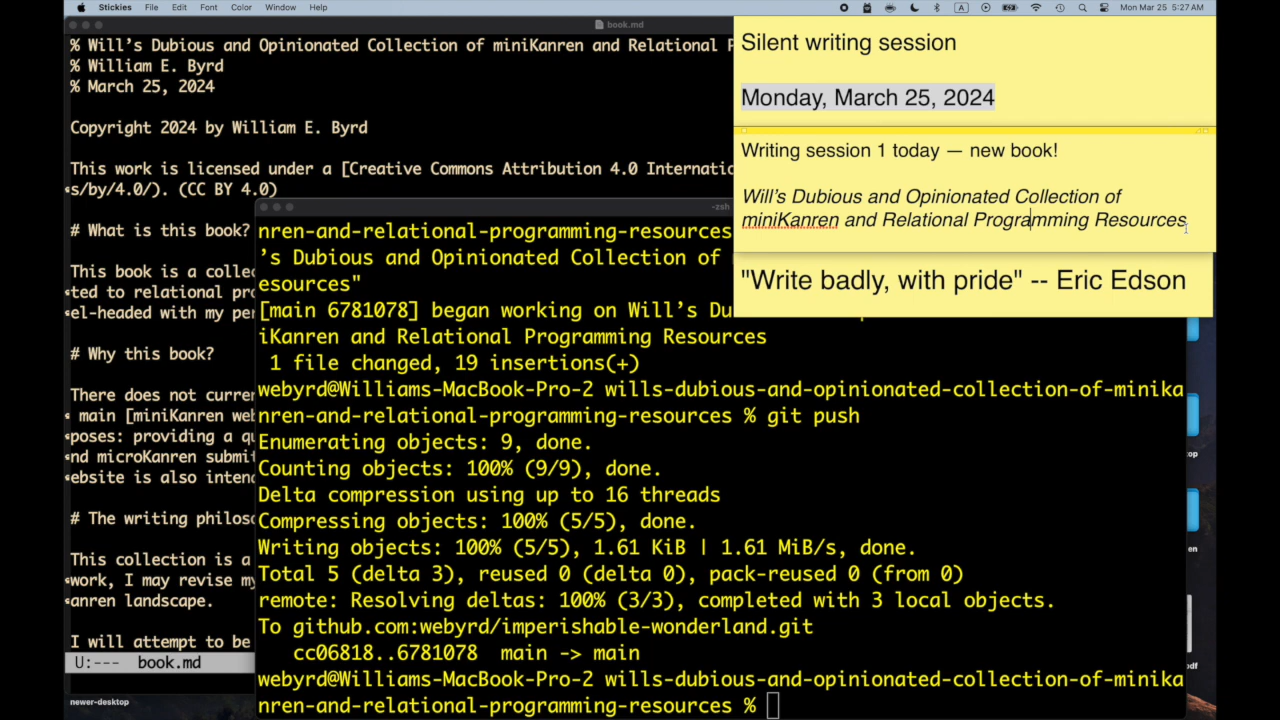 Stickies File Edit Font Color Window Help
A
Mon Mar 25 5:27 AM
book.md
% Will’s Dubious and Opinionated Collection of miniKanren and Relational P
% William E. Byrd
% March 25, 2024
Copyright 2024 by William E. Byrd
This work is licensed under a [Creative Commons Attribution 4.0 Internatio
s/by/4.0/). (CC BY 4.0)
# What is this book?
This book is a collec
ted to relational pro
el-headed with my per
# Why this book?
There does not curren
main [miniKanren web
poses: providing a qu
nd microKanren submit
ebsite is also intend
# The writing philoso
This collection is a
work, I may revise my
anren landscape.
I will attempt to be
U:--- book.md
newer-desktop
Silent writing session
Monday, March 25, 2024
Writing session 1 today — new book!
Will’s Dubious and Opinionated Collection of
miniKanren and Relational Programming Resources
"Write badly, with pride" -- Eric Edson
-zsh
nren-and-relational-programming-resources
’s Dubious and Opinionated Collection of
esources"
[main 6781078] began working on Will’s Du
iKanren and Relational Programming Resources
1 file changed, 19 insertions(+)
webyrd@Williams-MacBook-Pro-2 wills-dubious-and-opinionated-collection-of-minika
nren-and-relational-programming-resources % git push
Enumerating objects: 9, done.
Counting objects: 100% (9/9), done.
Delta compression using up to 16 threads
Compressing objects: 100% (5/5), done.
Writing objects: 100% (5/5), 1.61 KiB | 1.61 MiB/s, done.
Total 5 (delta 3), reused 0 (delta 0), pack-reused 0 (from 0)
remote: Resolving deltas: 100% (3/3), completed with 3 local objects.
To github.com:webyrd/imperishable-wonderland.git
cc06818..6781078 main -> main
webyrd@Williams-MacBook-Pro-2 wills-dubious-and-opinionated-collection-of-minika
nren-and-relational-programming-resources %
top
en
pdf